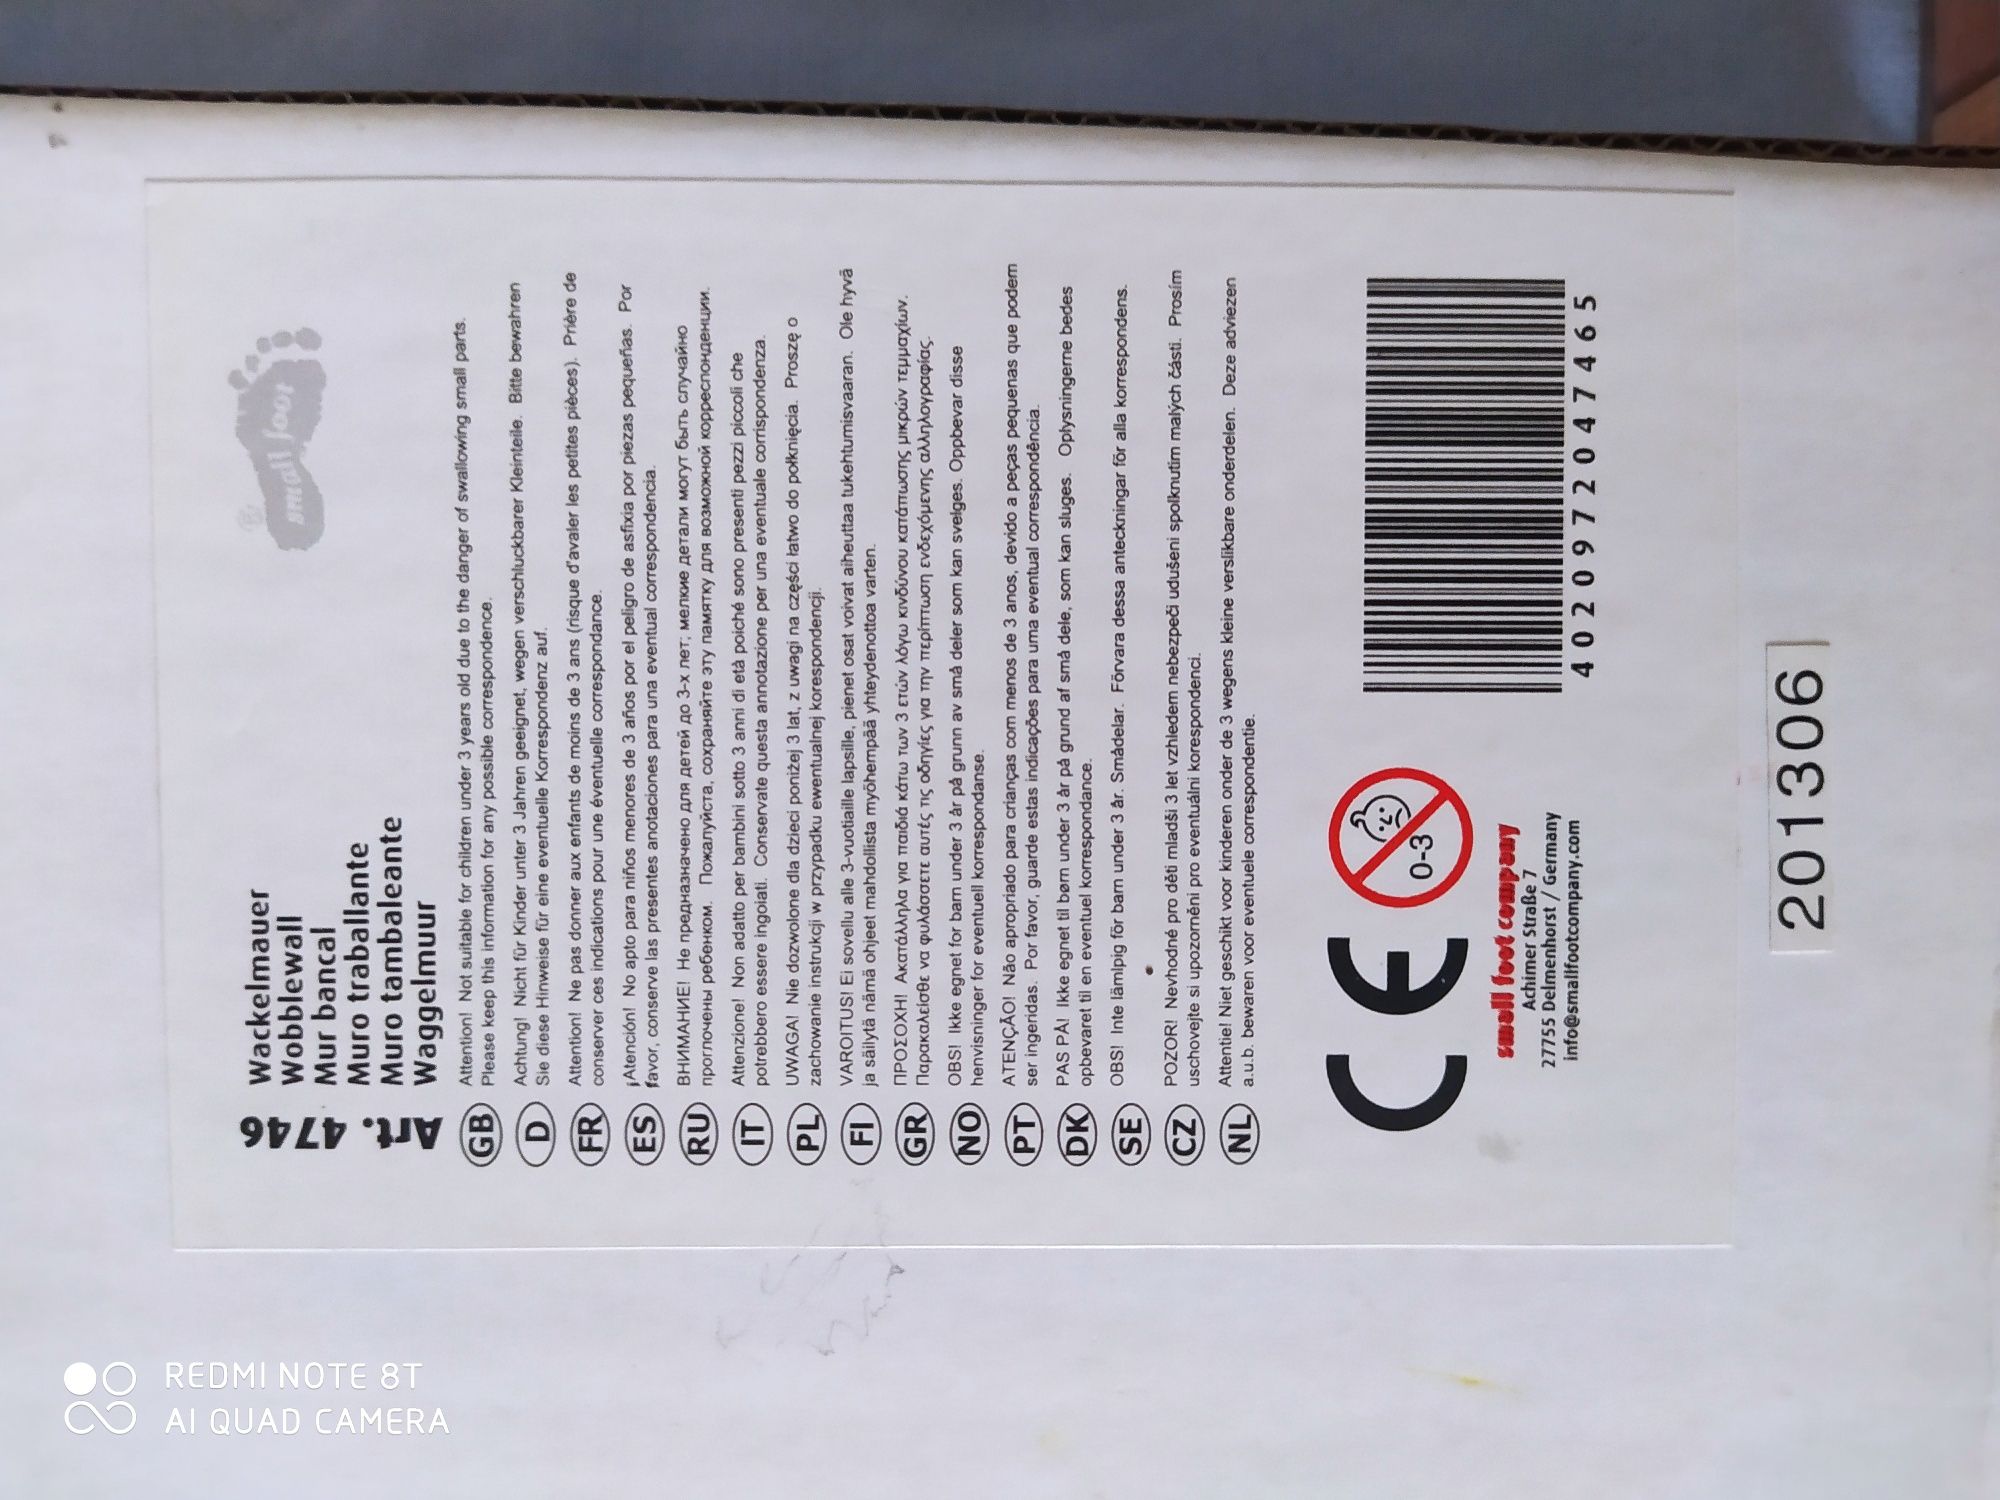 small foot
Art.
4746
Wackelmauer
Wobblewall
Mur bancal
Muro traballante
Muro tambaleante
Waggelmuur
GB Attention! Not suitable for children under 3 years old due to the danger of swallowing small parts.
Please keep this information for any possible correspondence.
D Achtung! Nicht für Kinder unter 3 Jahren geeignet, wegen verschluckbarer Kleinteile. Bitte bewahren
Sie diese Hinweise für eine eventuelle Korrespondenz auf.
FR Attention! Ne pas donner aux enfants de moins de 3 ans (risque d'avaler les petites pièces). Prière de
conserver ces indications pour une éventuelle correspondance.
ES ¡Atención! No apto para niños menores de 3 años por el peligro de asfixia por piezas pequeñas. Por
favor, conserve las presentes anotaciones para una eventual correspondencia.
RU ВНИМАНИЕ! Не предназначено для детей до 3-х лет; мелкие детали могут быть случайно
проглочены ребенком. Пожалуйста, сохраняйте эту памятку для возможной корреспонденции.
IT Attenzione! Non adatto per bambini sotto 3 anni di età poiché sono presenti pezzi piccoli che
potrebbero essere ingoiati. Conservate questa annotazione per una eventuale corrispondenza.
PL UWAGA! Nie dozwolone dla dzieci poniżej 3 lat, z uwagi na części łatwo do połknięcia. Proszę o
zachowanie instrukcji w przypadku ewentualnej korespondencji.
FI VAROITUS! Ei sovellu alle 3-vuotiaille lapsille, pienet osat voivat aiheuttaa tukehtumisvaaran. Ole hyvä
ja säilytä nämä ohjeet mahdollista myöhempää yhteydenottoa varten.
GR ΠΡΟΣΟΧΗ! Ακατάλληλα για παιδιά κάτω των 3 ετών λόγω κινδύνου κατάπωσης μικρών τεμμαχίων.
Παρακαλείσθε να φυλάσσετε αυτές τις οδηγίες για την περίπτωση ενδεχόμενης αλληλογραφίας.
NO OBS! Ikke egnet for barn under 3 år på grunn av små deler som kan svelges. Oppbevar disse
henvisninger for eventuell korrespondanse.
PT ATENÇÃO! Não apropriado para crianças com menos de 3 anos, devido a peças pequenas que podem
ser ingeridas. Por favor, guarde estas indicações para uma eventual correspondência.
DK PAS PÅ! Ikke egnet til børn under 3 år på grund af små dele, som kan sluges. Oplysningerne bedes
opbevaret til en eventuel korrespondance.
SE OBS! Inte lämlpig för barn under 3 år. Smådelar. Förvara dessa anteckningar för alla korrespondens.
CZ POZOR! Nevhodné pro děti mladší 3 let vzhledem nebezpečí udušení spolknutím malých částí. Prosím
uschovejte si upozornění pro eventuální korespondenci.
NL Attentie! Niet geschikt voor kinderen onder de 3 wegens kleine verslikbare onderdelen. Deze adviezen
a.u.b. bewaren voor eventuele correspondentie.
CE
0-3
small foot company
Achimer Straße 7
27755 Delmenhorst / Germany
info@smallfootcompany.com
4020972047465
201306
REDMI NOTE 8T
AI QUAD CAMERA